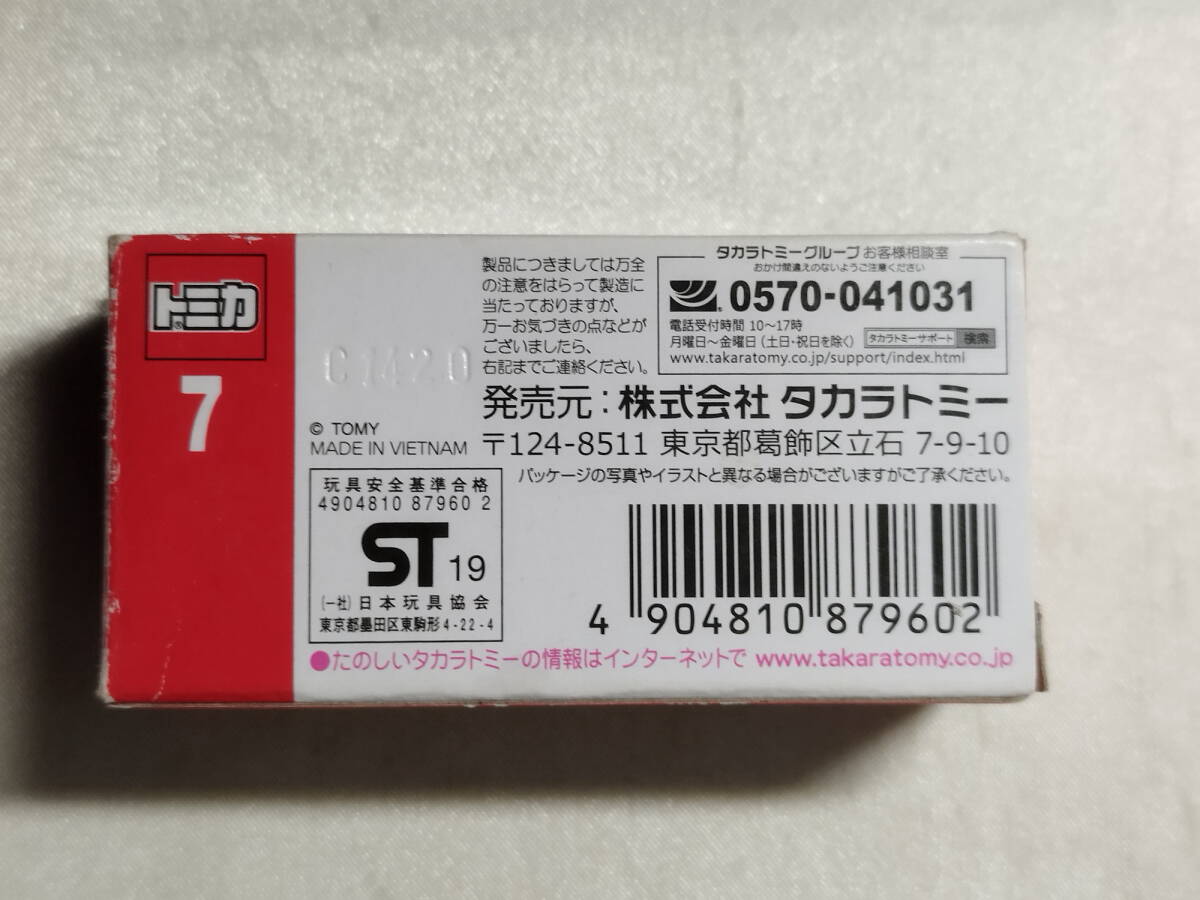 トミカ®
7
C1420
© TOMY
MADE IN VIETNAM
製品につきましては万全
の注意をはらって製造に
当たっておりますが、
万一お気づきの点などが
ございましたら、
右記までご連絡ください。
タカラトミーグループ お客様相談室
おかけ間違えのないようご注意ください
0570-041031
電話受付時間 10～17時
月曜日～金曜日(土日・祝日を除く) タカラトミーサポート 検索
www.takaratomy.co.jp/support/index.html
発売元：株式会社 タカラトミー
〒124-8511 東京都葛飾区立石 7-9-10
パッケージの写真やイラストと異なる場合がございますがご了承ください。
玩具安全基準合格
4904810 87960 2
ST 19
(一社)日本玩具協会
東京都墨田区東駒形4-22-4
4 904810 879602
●たのしいタカラトミーの情報はインターネットで www.takaratomy.co.jp